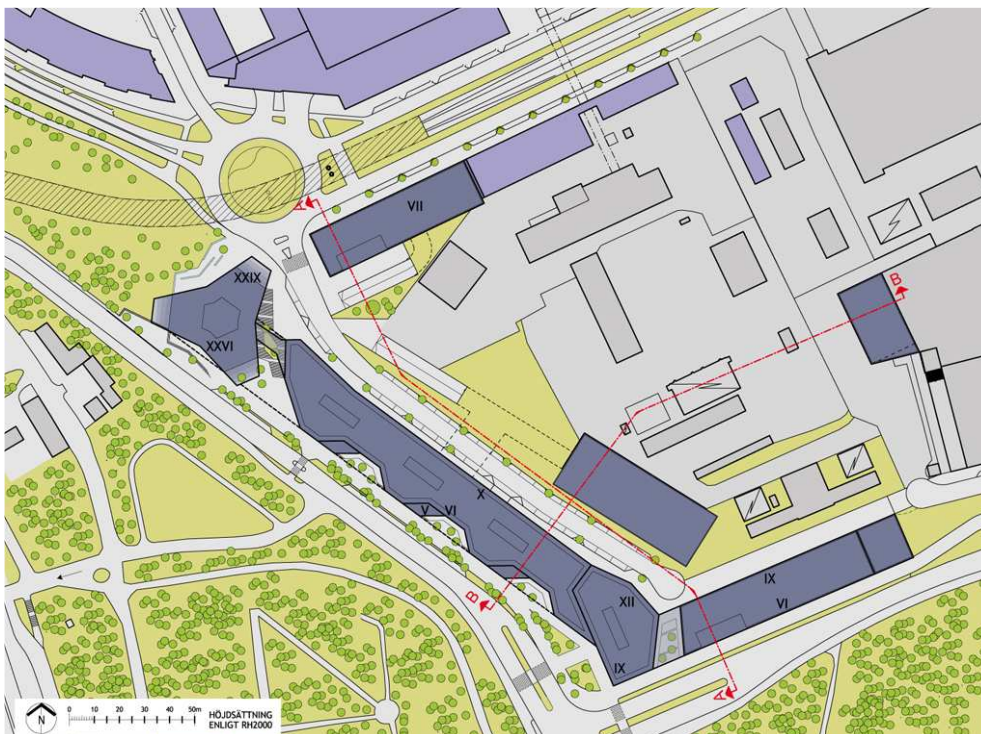 A
VII
B
XXIX
XXVI
X
V VI
B
XII
IX
IX
VI
A
N
0 10 20 30 40 50m
HÖJDSÄTTNING
ENLIGT RH2000